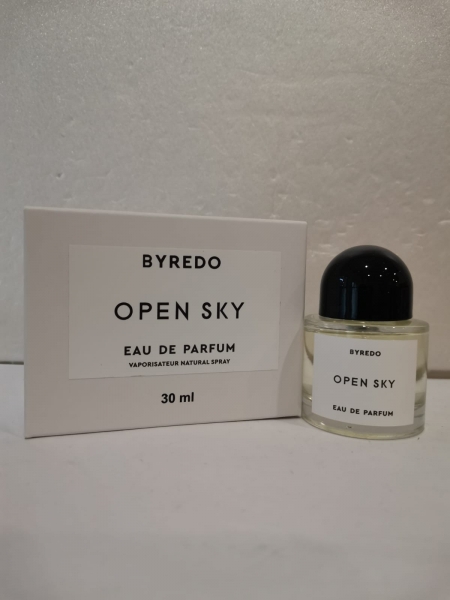 BYREDO
OPEN SKY
EAU DE PARFUM
VAPORISATEUR NATURAL SPRAY
30 ml
BYREDO
OPEN SKY
EAU DE PARFUM